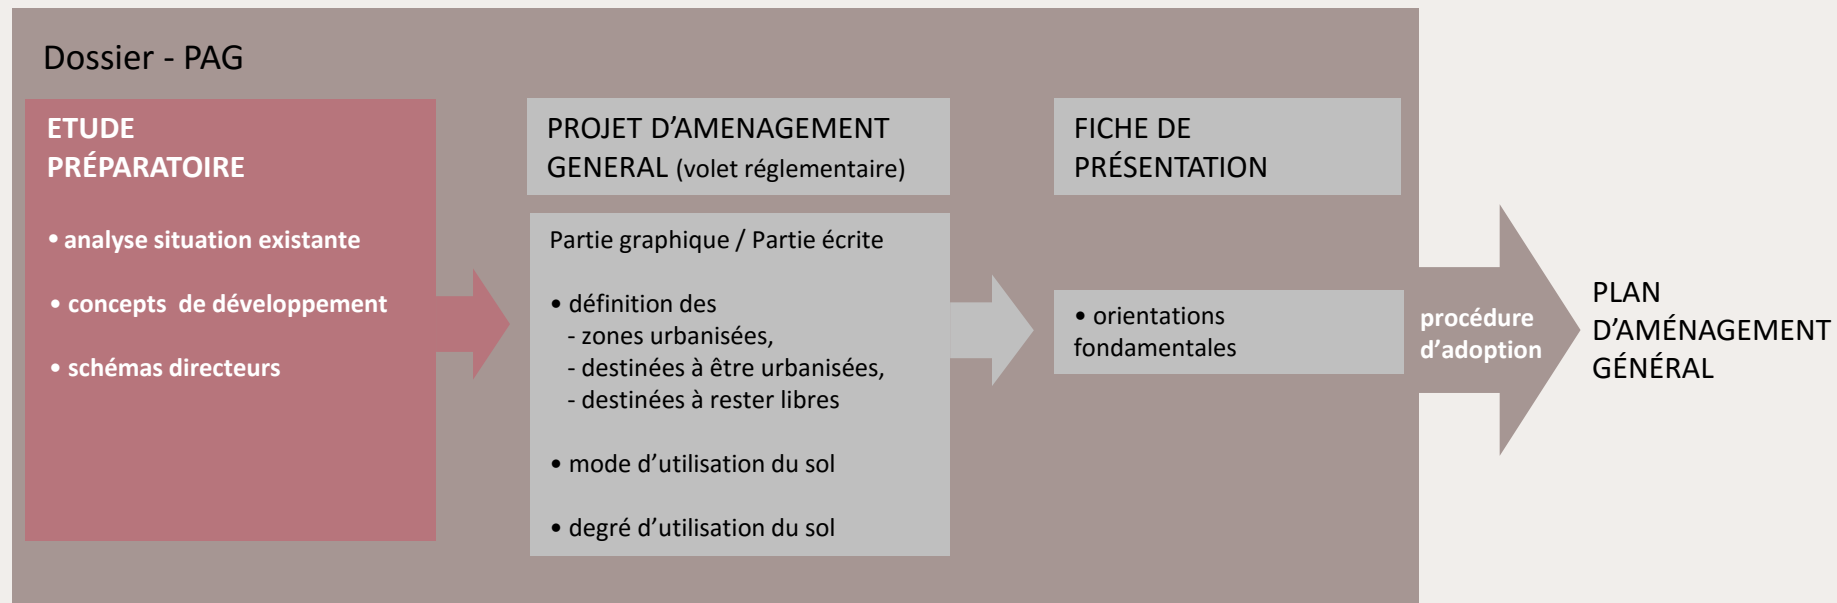 Dossier - PAG
ETUDE
PRÉPARATOIRE
• analyse situation existante
• concepts de développement
• schémas directeurs
PROJET D’AMENAGEMENT
GENERAL (volet réglementaire)
Partie graphique / Partie écrite
• définition des
- zones urbanisées,
- destinées à être urbanisées,
- destinées à rester libres
• mode d’utilisation du sol
• degré d’utilisation du sol
FICHE DE
PRÉSENTATION
• orientations
fondamentales
procédure
d’adoption
PLAN
D’AMÉNAGEMENT
GÉNÉRAL